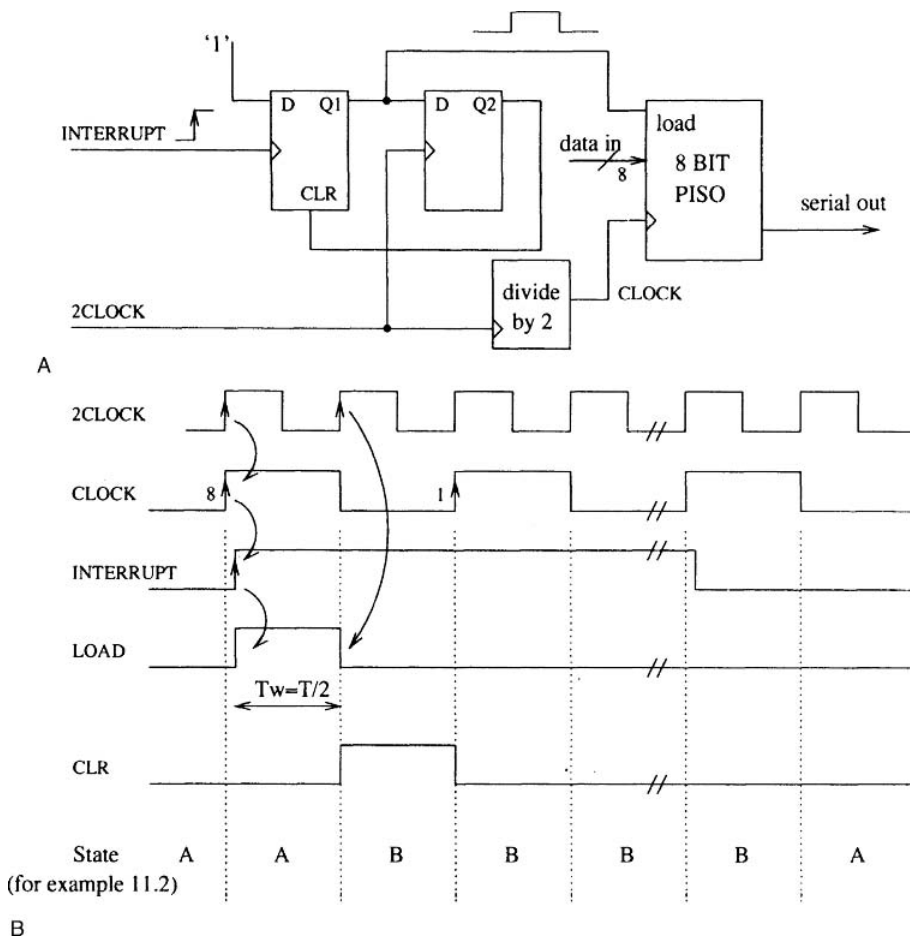 '1'
D Q1
D Q2
INTERRUPT
CLR
load
data in
8
8 BIT
PISO
serial out
divide
by 2
CLOCK
2CLOCK
A
2CLOCK
CLOCK
8
1
INTERRUPT
LOAD
Tw=T/2
CLR
State A A B B B B A
(for example 11.2)
B